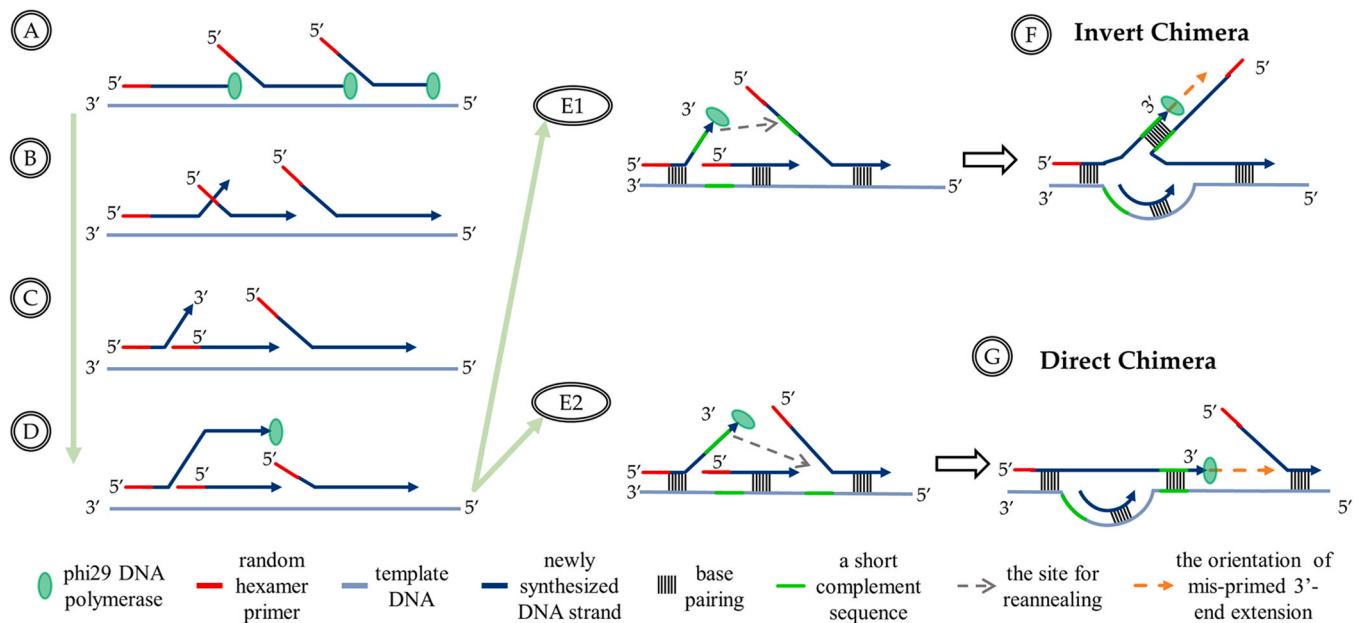 A
5′
5′
5′
3′
5′
B
5′
5′
5′
3′
5′
C
3′
5′
5′
5′
3′
5′
D
5′
5′
5′
3′
5′
E1
3′
5′
5′
5′
3′
5′
F Invert Chimera
5′
3′
5′
3′
5′
E2
3′
5′
5′
5′
3′
5′
G Direct Chimera
5′
3′
5′
3′
5′
phi29 DNA
polymerase
random
hexamer
primer
template
DNA
newly
synthesized
DNA strand
base
pairing
a short
complement
sequence
the site for
reannealing
the orientation of
mis-primed 3’-
end extension